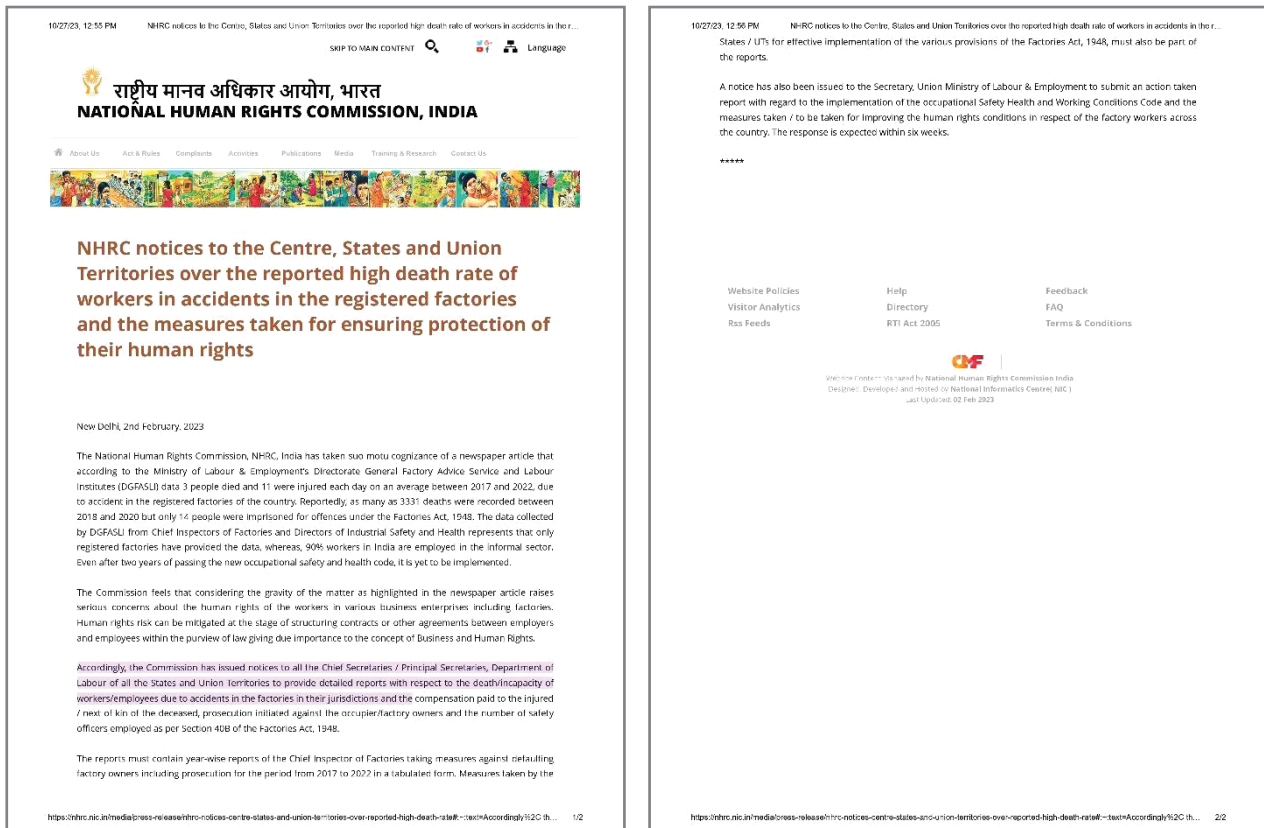 10/27/23, 12:55 PM NHRC notices to the Centre, States and Union Territories over the reported high death rate of workers in accidents in the r…
SKIP TO MAIN CONTENT Language
राष्ट्रीय मानव अधिकार आयोग, भारत
NATIONAL HUMAN RIGHTS COMMISSION, INDIA
About Us Act & Rules Complaints Activities Publications Media Training & Research Contact Us
NHRC notices to the Centre, States and Union
Territories over the reported high death rate of
workers in accidents in the registered factories
and the measures taken for ensuring protection of
their human rights
New Delhi, 2nd February, 2023
The National Human Rights Commission, NHRC, India has taken suo motu cognizance of a newspaper article that
according to the Ministry of Labour & Employment's Directorate General Factory Advice Service and Labour
Institutes (DGFASLI) data 3 people died and 11 were injured each day on an average between 2017 and 2022, due
to accident in the registered factories of the country. Reportedly, as many as 3331 deaths were recorded between
2018 and 2020 but only 14 people were imprisoned for offences under the Factories Act, 1948. The data collected
by DGFASLI from Chief Inspectors of Factories and Directors of Industrial Safety and Health represents that only
registered factories have provided the data, whereas, 90% workers in India are employed in the informal sector.
Even after two years of passing the new occupational safety and health code, it is yet to be implemented.
The Commission feels that considering the gravity of the matter as highlighted in the newspaper article raises
serious concerns about the human rights of the workers in various business enterprises including factories.
Human rights risk can be mitigated at the stage of structuring contracts or other agreements between employers
and employees within the purview of law giving due importance to the concept of Business and Human Rights.
Accordingly, the Commission has issued notices to all the Chief Secretaries / Principal Secretaries, Department of
Labour of all the States and Union Territories to provide detailed reports with respect to the death/incapacity of
workers/employees due to accidents in the factories in their jurisdictions and the compensation paid to the injured
/ next of kin of the deceased, prosecution initiated against the occupier/factory owners and the number of safety
officers employed as per Section 40B of the Factories Act, 1948.
The reports must contain year-wise reports of the Chief Inspector of Factories taking measures against defaulting
factory owners including prosecution for the period from 2017 to 2022 in a tabulated form. Measures taken by the
https://nhrc.nic.in/media/press-release/nhrc-notices-centre-states-and-union-territories-over-reported-high-death-rate#:~:text=Accordingly%2C th… 1/2
10/27/23, 12:56 PM NHRC notices to the Centre, States and Union Territories over the reported high death rate of workers in accidents in the r…
States / UTs for effective implementation of the various provisions of the Factories Act, 1948, must also be part of
the reports.
A notice has also been issued to the Secretary, Union Ministry of Labour & Employment to submit an action taken
report with regard to the implementation of the occupational Safety Health and Working Conditions Code and the
measures taken / to be taken for improving the human rights conditions in respect of the factory workers across
the country. The response is expected within six weeks.
*****
Website Policies Help Feedback
Visitor Analytics Directory FAQ
Rss Feeds RTI Act 2005 Terms & Conditions
CMF
Website Content Managed by National Human Rights Commission India
Designed, Developed and Hosted by National Informatics Centre( NIC )
Last Updated: 02 Feb 2023
https://nhrc.nic.in/media/press-release/nhrc-notices-centre-states-and-union-territories-over-reported-high-death-rate#:~:text=Accordingly%2C th… 2/2